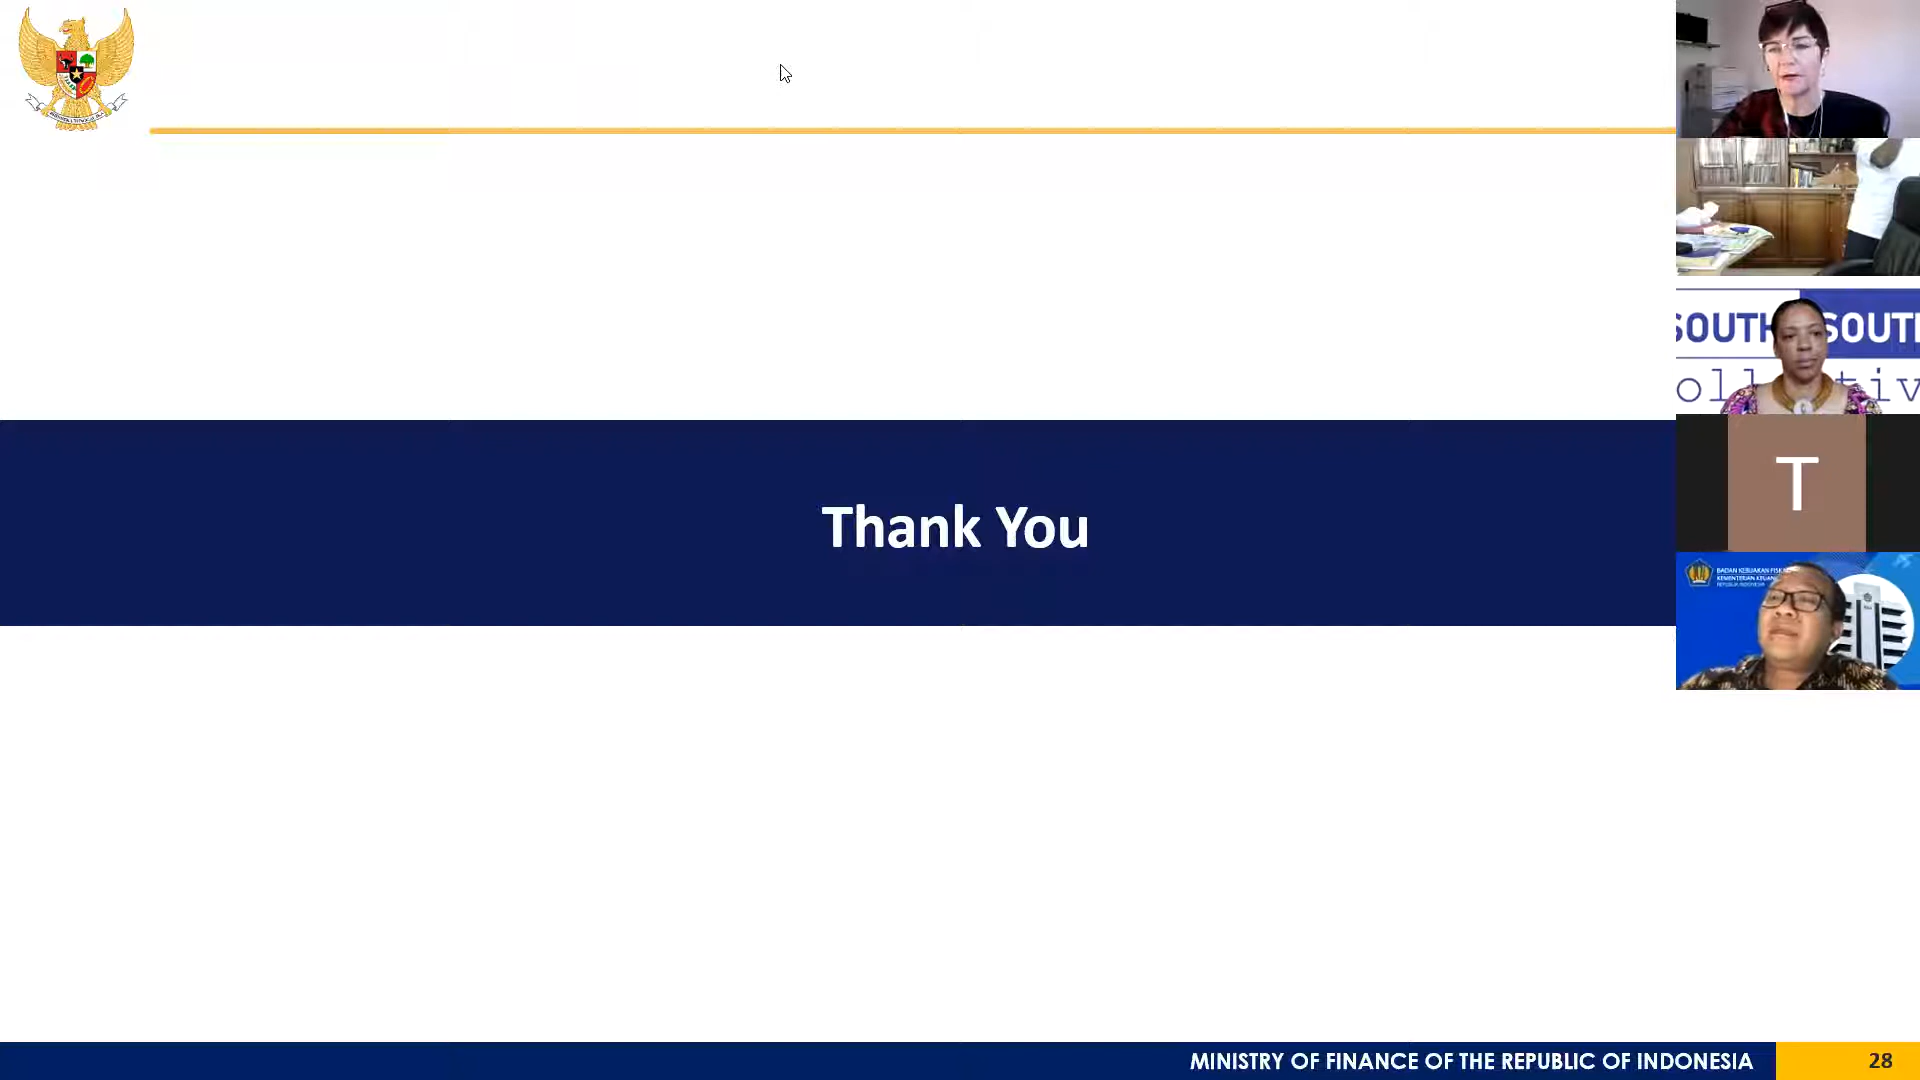 Thank You
MINISTRY OF FINANCE OF THE REPUBLIC OF INDONESIA
28
SOUTH SOUTH
T
BADAN KEBIJAKAN FISKAL
KEMENTERIAN KEUANGAN
REPUBLIK INDONESIA